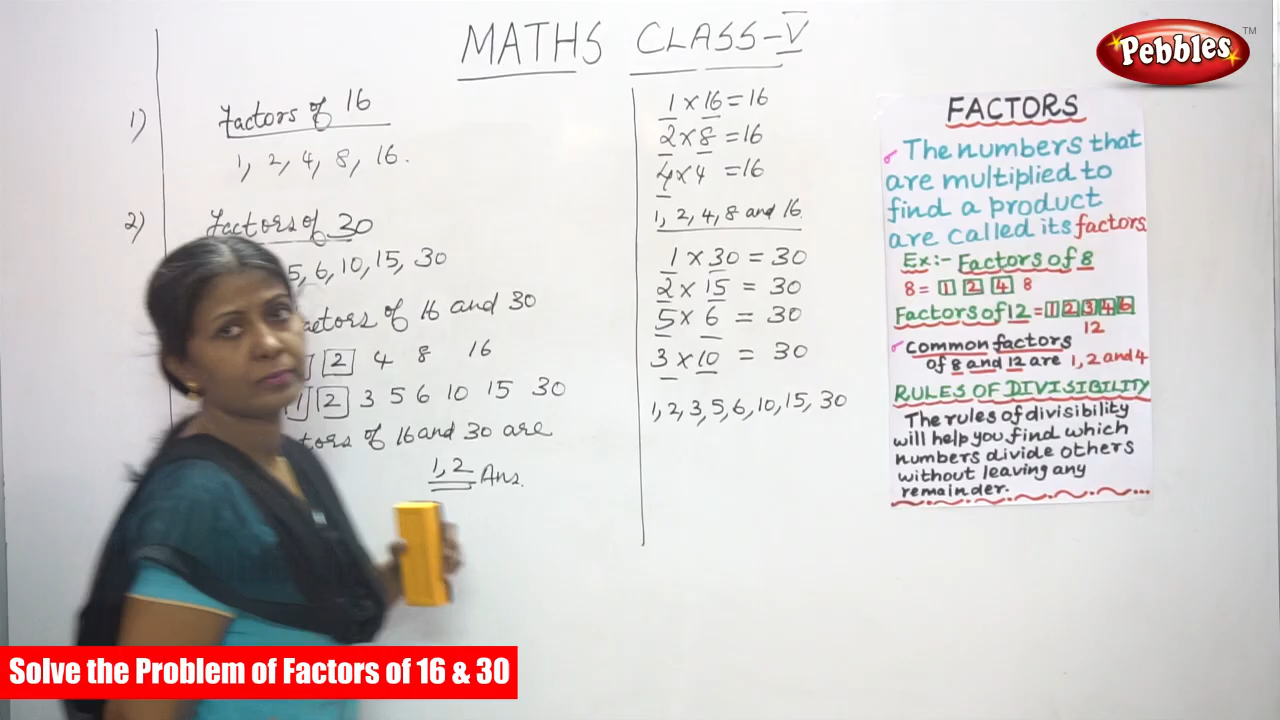 MATHS CLASS-V
Pebbles TM
1) Factors of 16
1, 2, 4, 8, 16.
2) Factors of 30
5, 6, 10, 15, 30
actors of 16 and 30
2 4 8 16
1 2 3 5 6 10 15 30
tors of 16 and 30 are
1, 2 Ans.
1 × 16 = 16
2 × 8 = 16
4 × 4 = 16
1, 2, 4, 8 and 16.
1 × 30 = 30
2 × 15 = 30
5 × 6 = 30
3 × 10 = 30
1, 2, 3, 5, 6, 10, 15, 30
FACTORS
The numbers that
are multiplied to
find a product
are called its factors
Ex:- Factors of 8
8 = 1 2 4 8
Factors of 12 = 1 2 3 4 6
12
Common factors
of 8 and 12 are 1, 2 and 4
RULES OF DIVISIBILITY
The rules of divisibility
will help you find which
numbers divide others
without leaving any
remainder.
Solve the Problem of Factors of 16 & 30